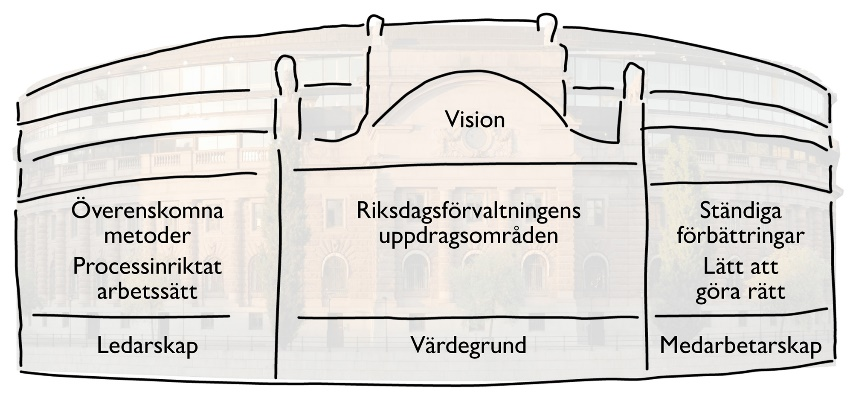 Vision
Överenskomna
metoder
Processinriktat
arbetssätt
Riksdagsförvaltningens
uppdragsområden
Ständiga
förbättringar
Lätt att
göra rätt
Ledarskap
Värdegrund
Medarbetarskap